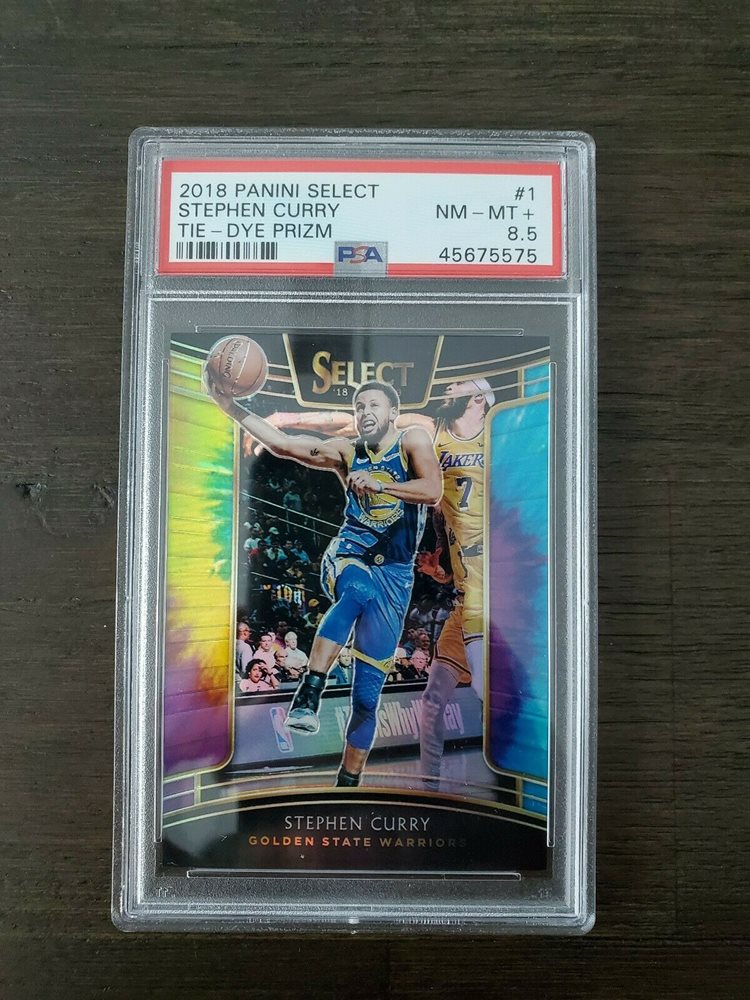 2018 PANINI SELECT #1
STEPHEN CURRY NM - MT +
TIE - DYE PRIZM 8.5
PSA 45675575
SELECT
'18
LAKERS
7
WARRIORS
STEPHEN CURRY
GOLDEN STATE WARRIORS